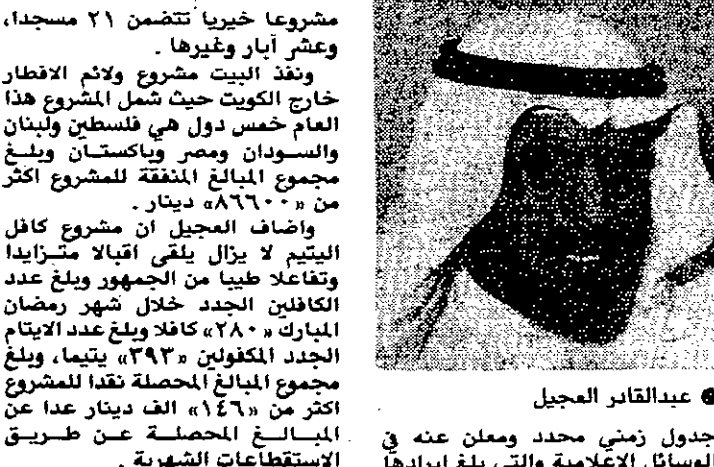 ● عبدالقادر العجيل
جدول زمني محدد ومعلن عنه في
الوسائل الاعلامية والتي بلغ ايرادها
مشروعا خيريا تتضمن ٢١ مسجدا،
وعشر آبار وغيرها .
ونفذ البيت مشروع ولائم الافطار
خارج الكويت حيث شمل المشروع هذا
العام خمس دول هي فلسطين ولبنان
والسودان ومصر وباكستان وبلغ
مجموع المبالغ المنفقة للمشروع اكثر
من «٨٦٦٠٠» دينار .
واضاف العجيل ان مشروع كافل
اليتيم لا يزال يلقى اقبالا متزايدا
وتفاعلا طيبا من الجمهور وبلغ عدد
الكافلين الجدد خلال شهر رمضان
المبارك «٢٨٠» كافلا وبلغ عدد الايتام
الجدد المكفولين «٣٩٣» يتيما، وبلغ
مجموع المبالغ المحصلة نقدا للمشروع
اكثر من «١٤٦» الف دينار عدا عن
المبالغ المحصلة عن طريق
الاستقطاعات الشهرية .